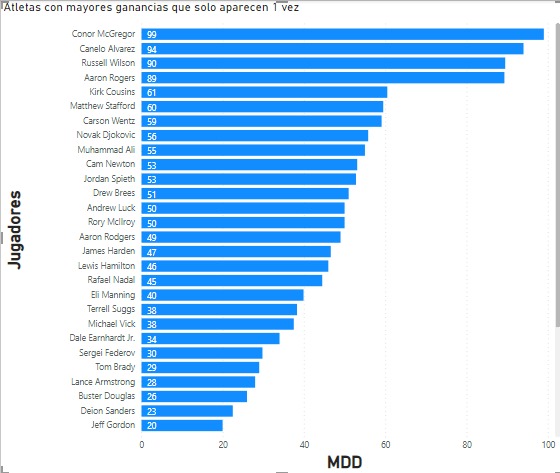 Atletas con mayores ganancias que solo aparecen 1 vez
Jugadores
Conor McGregor 99
Canelo Alvarez 94
Russell Wilson 90
Aaron Rogers 89
Kirk Cousins 61
Matthew Stafford 60
Carson Wentz 59
Novak Djokovic 56
Muhammad Ali 55
Cam Newton 53
Jordan Spieth 53
Drew Brees 51
Andrew Luck 50
Rory McIlroy 50
Aaron Rodgers 49
James Harden 47
Lewis Hamilton 46
Rafael Nadal 45
Eli Manning 40
Terrell Suggs 38
Michael Vick 38
Dale Earnhardt Jr. 34
Sergei Federov 30
Tom Brady 29
Lance Armstrong 28
Buster Douglas 26
Deion Sanders 23
Jeff Gordon 20
0 20 40 60 80 100
MDD